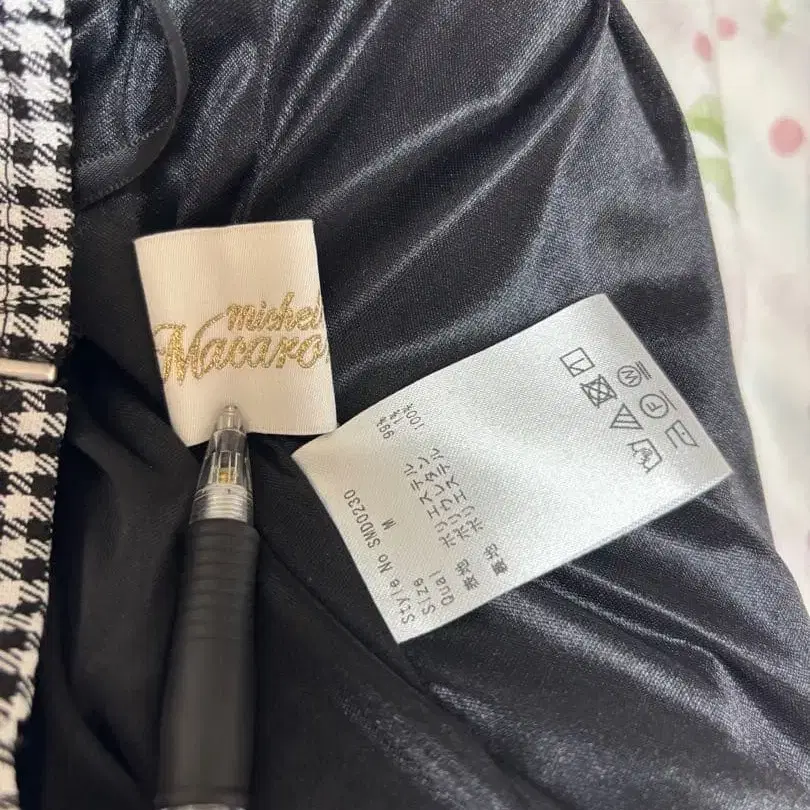 michel
Macaro
Style No SMD0230
Size M
Qual
表地 ポリエステル 99%
ポリウレタン 1%
裏地 ポリエステル 100%
W
F